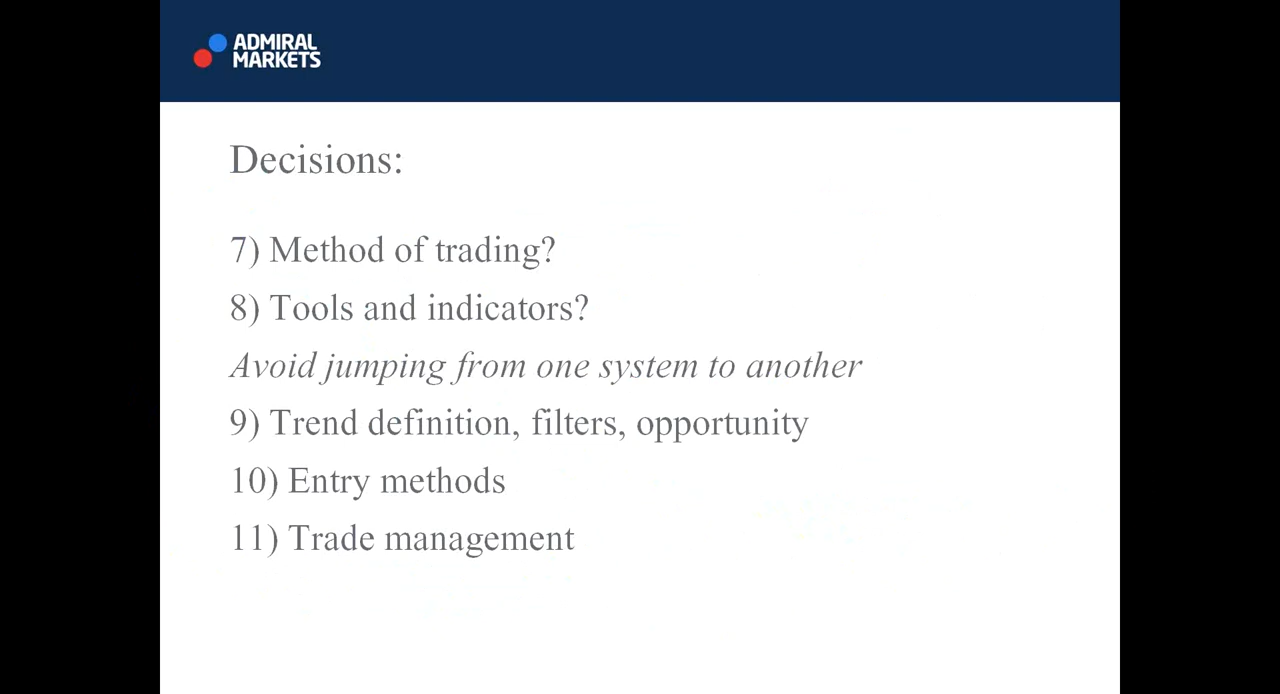 ADMIRAL
MARKETS
Decisions:
7) Method of trading?
8) Tools and indicators?
Avoid jumping from one system to another
9) Trend definition, filters, opportunity
10) Entry methods
11) Trade management